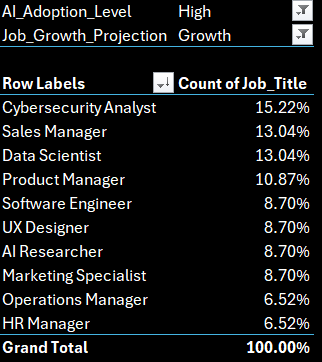 AI_Adoption_Level High
Job_Growth_Projection Growth
Row Labels Count of Job_Title
Cybersecurity Analyst 15.22%
Sales Manager 13.04%
Data Scientist 13.04%
Product Manager 10.87%
Software Engineer 8.70%
UX Designer 8.70%
AI Researcher 8.70%
Marketing Specialist 8.70%
Operations Manager 6.52%
HR Manager 6.52%
Grand Total 100.00%